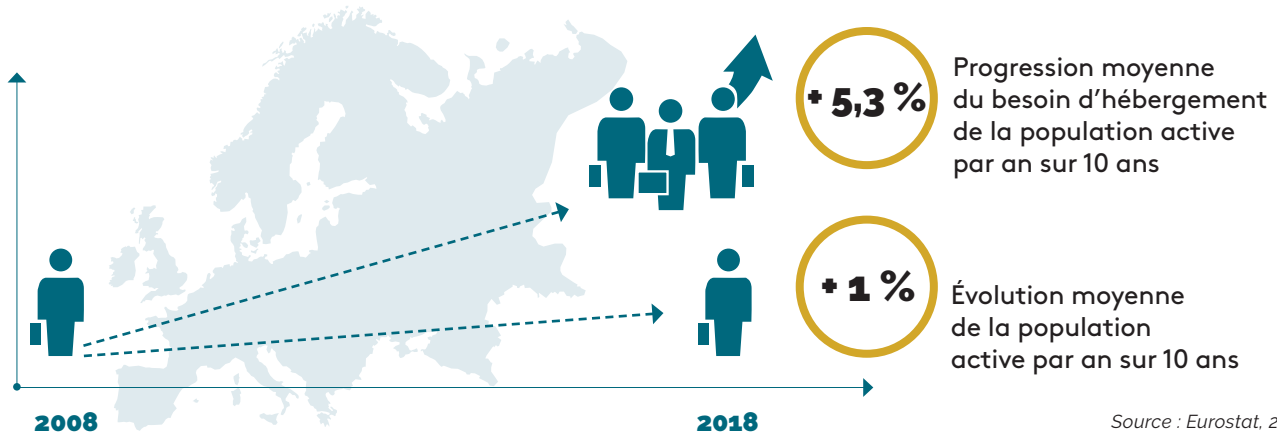 + 5,3 %
Progression moyenne
du besoin d'hébergement
de la population active
par an sur 10 ans
+ 1 %
Évolution moyenne
de la population
active par an sur 10 ans
2008
2018
Source : Eurostat,